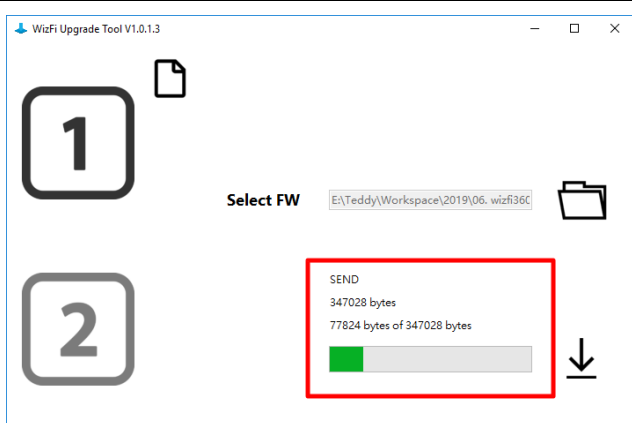 WizFi Upgrade Tool V1.0.1.3
1
Select FW
E:\Teddy\Workspace\2019\06. wizfi360
2
SEND
347028 bytes
77824 bytes of 347028 bytes